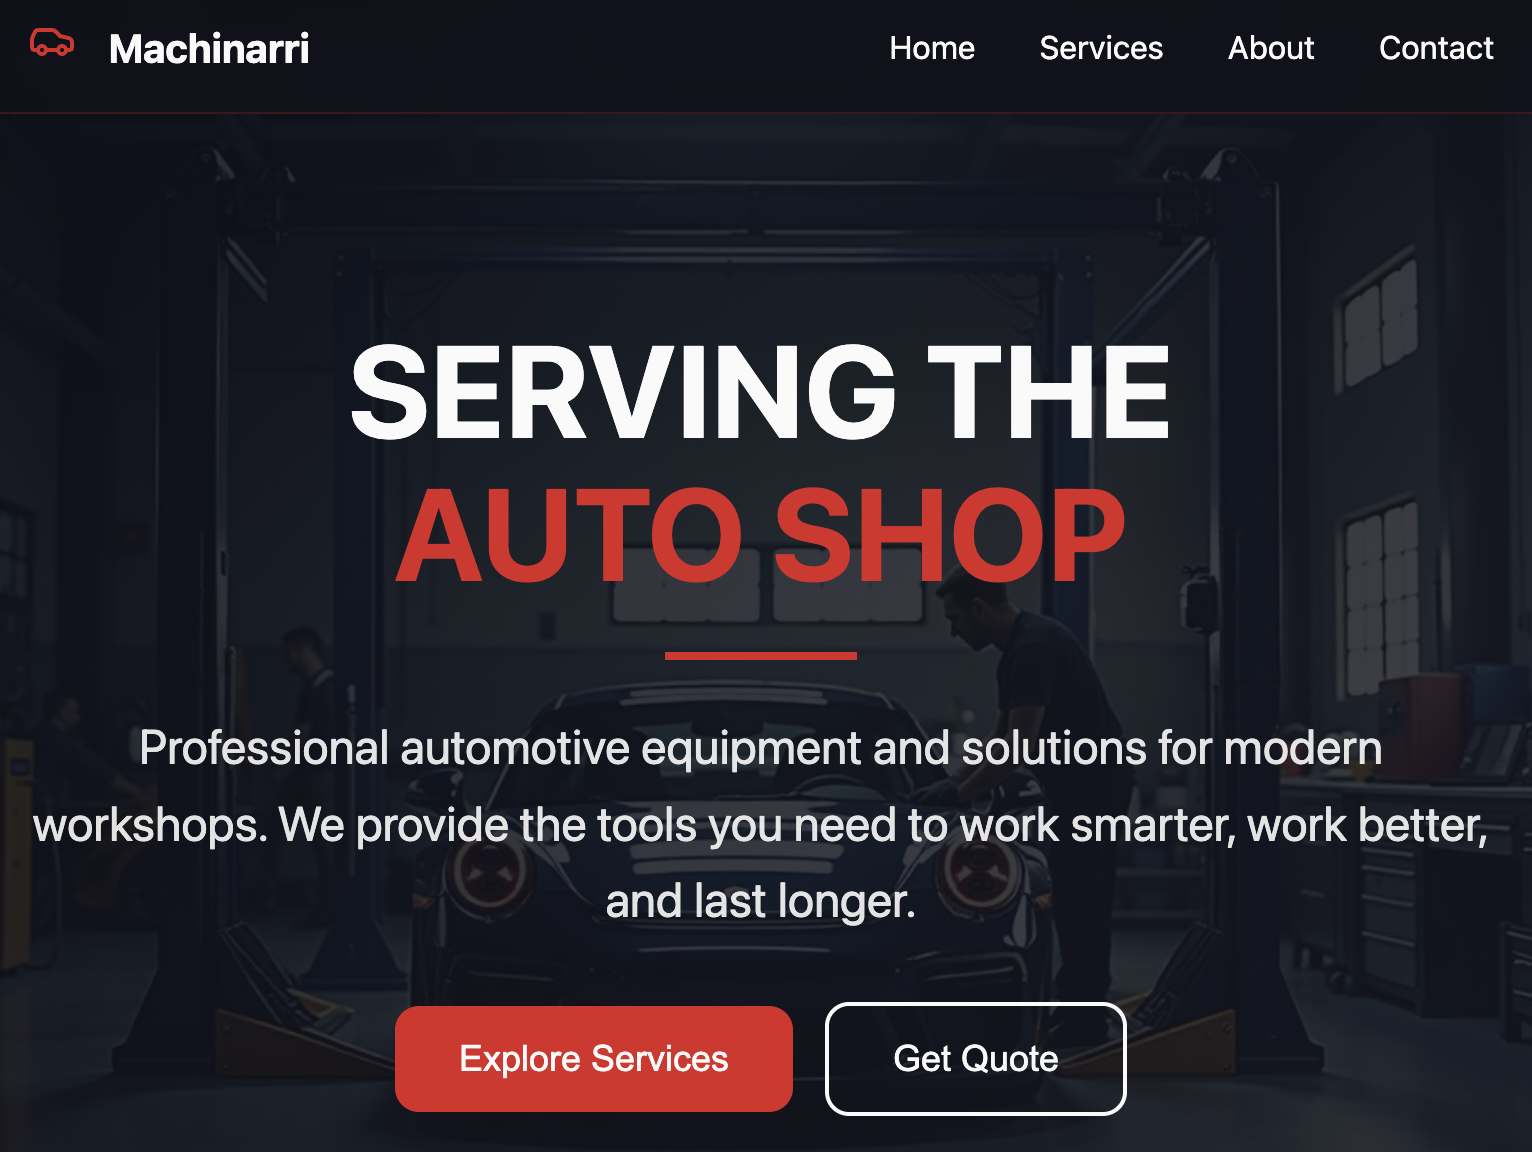 Machinarri
Home Services About Contact
SERVING THE
AUTO SHOP
Professional automotive equipment and solutions for modern
workshops. We provide the tools you need to work smarter, work better,
and last longer.
Explore Services
Get Quote